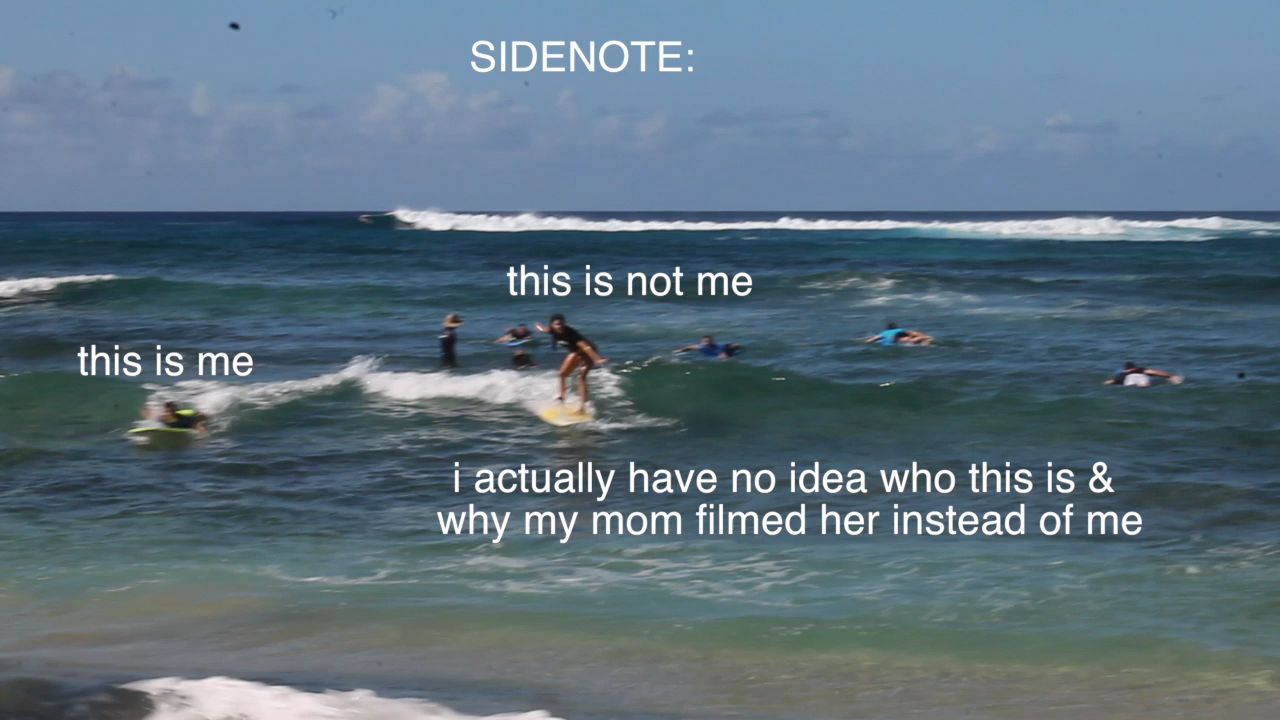 SIDENOTE:
this is not me
this is me
i actually have no idea who this is &
why my mom filmed her instead of me